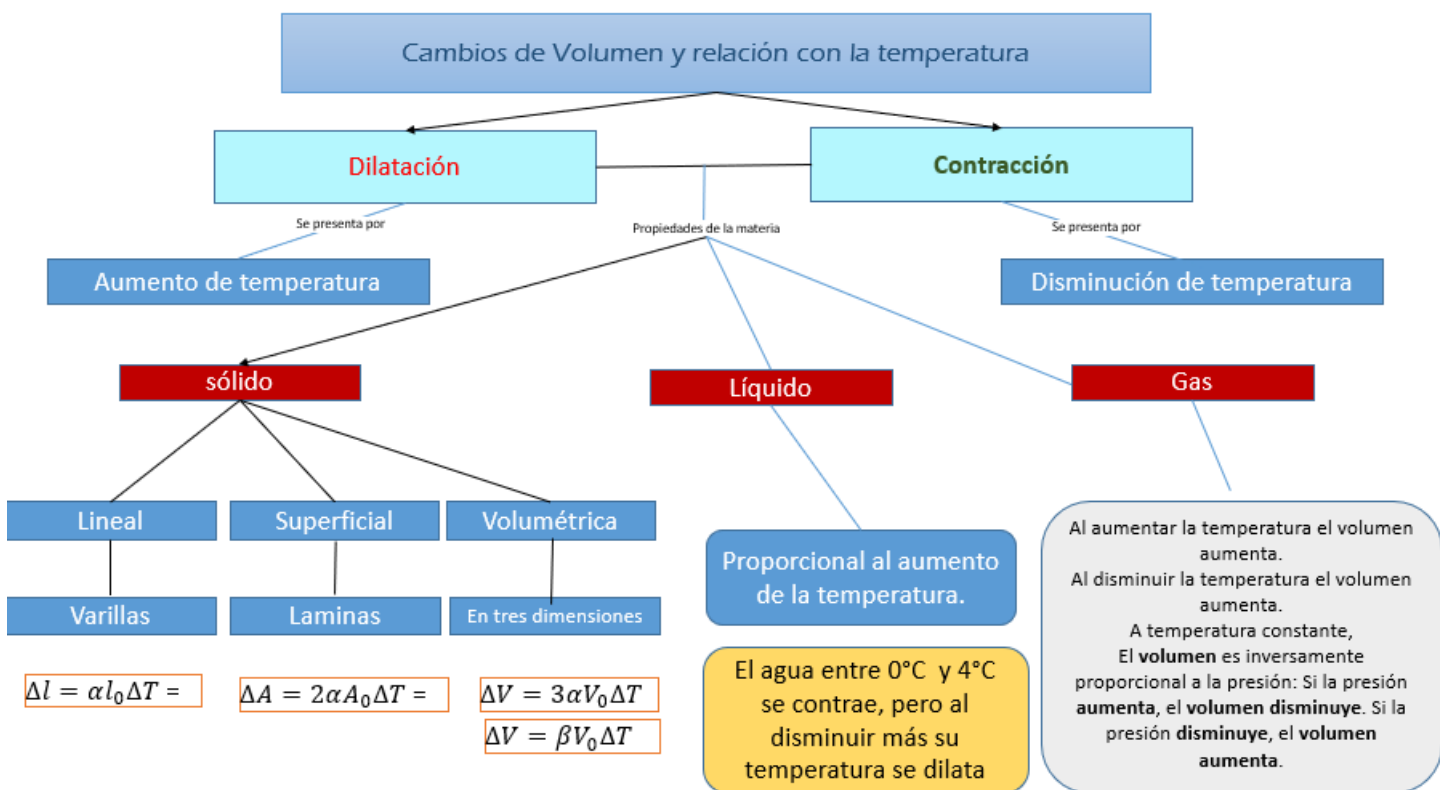 Cambios de Volumen y relación con la temperatura
Dilatación
Contracción
Se presenta por
Propiedades de la materia
Se presenta por
Aumento de temperatura
Disminución de temperatura
sólido
Líquido
Gas
Lineal
Superficial
Volumétrica
Varillas
Laminas
En tres dimensiones
Δl = αl₀ΔT =
ΔA = 2αA₀ΔT =
ΔV = 3αV₀ΔT
ΔV = βV₀ΔT
Proporcional al aumento
de la temperatura.
El agua entre 0°C y 4°C
se contrae, pero al
disminuir más su
temperatura se dilata
Al aumentar la temperatura el volumen
aumenta.
Al disminuir la temperatura el volumen
aumenta.
A temperatura constante,
El volumen es inversamente
proporcional a la presión: Si la presión
aumenta, el volumen disminuye. Si la
presión disminuye, el volumen
aumenta.